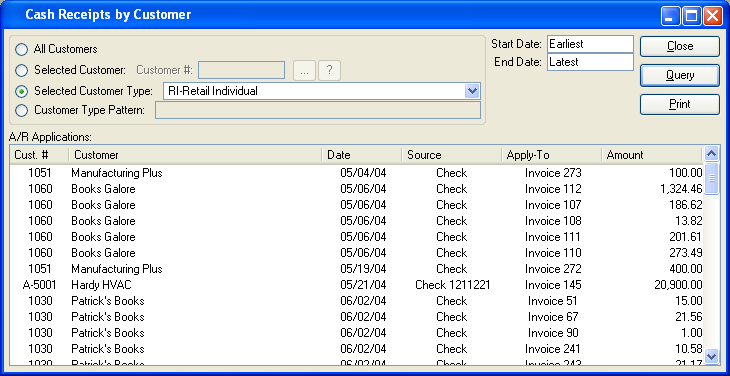 Cash Receipts by Customer
All Customers
Selected Customer: Customer #: ... ?
Selected Customer Type: RI-Retail Individual
Customer Type Pattern:
Start Date: Earliest
End Date: Latest
Close
Query
Print
A/R Applications:
Cust. # Customer Date Source Apply-To Amount
1051 Manufacturing Plus 05/04/04 Check Invoice 273 100.00
1060 Books Galore 05/06/04 Check Invoice 112 1,324.46
1060 Books Galore 05/06/04 Check Invoice 107 186.62
1060 Books Galore 05/06/04 Check Invoice 108 13.82
1060 Books Galore 05/06/04 Check Invoice 111 201.61
1060 Books Galore 05/06/04 Check Invoice 110 273.49
1051 Manufacturing Plus 05/19/04 Check Invoice 272 400.00
A-5001 Hardy HVAC 05/21/04 Check 1211221 Invoice 145 20,900.00
1030 Patrick's Books 06/02/04 Check Invoice 51 15.00
1030 Patrick's Books 06/02/04 Check Invoice 67 21.56
1030 Patrick's Books 06/02/04 Check Invoice 90 1.00
1030 Patrick's Books 06/02/04 Check Invoice 241 10.58
1030 Patrick's Books 06/02/04 Check Invoice 243 21.17